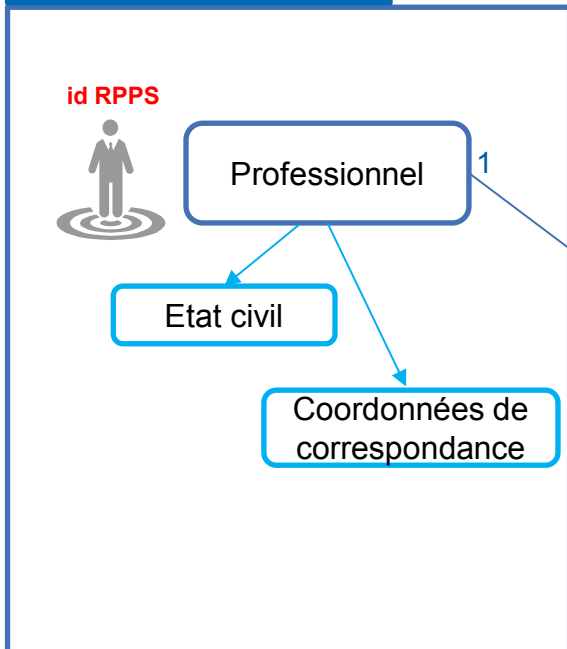 id RPPS
Professionnel
1
Etat civil
Coordonnées de
correspondance